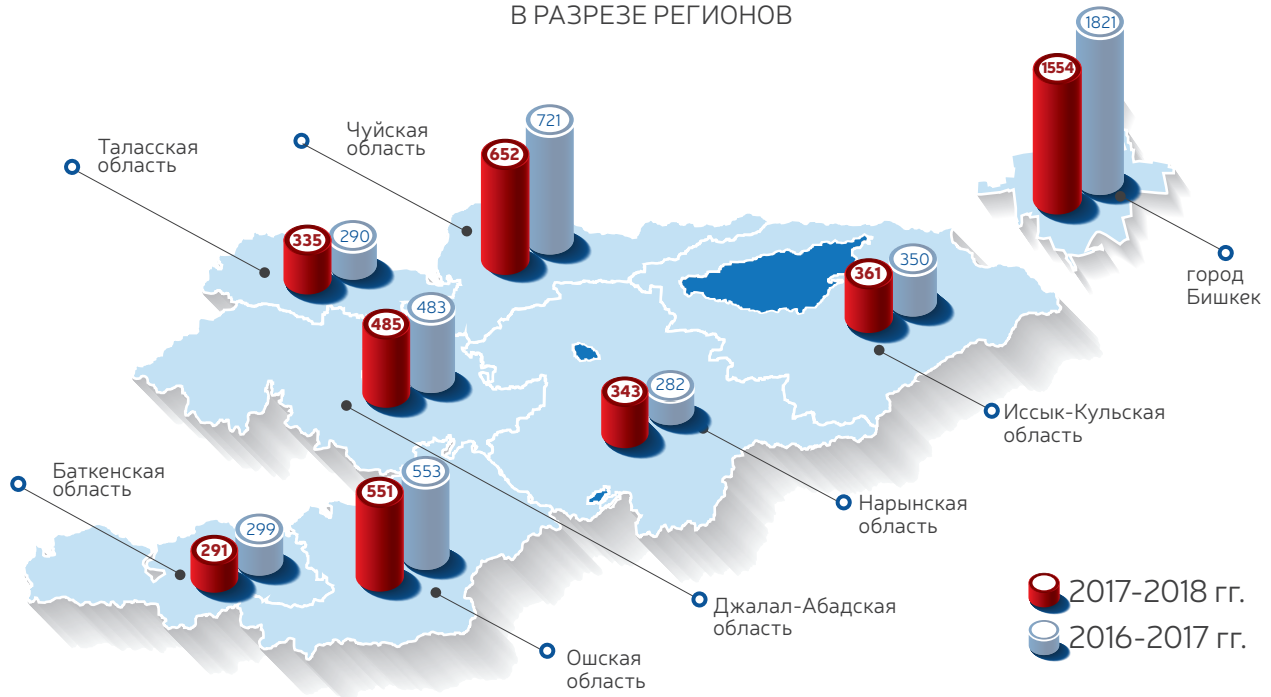 В РАЗРЕЗЕ РЕГИОНОВ
1821
1554
Чуйская
область
721
652
Таласская
область
335
290
город
Бишкек
361
350
485
483
343
282
Иссык-Кульская
область
Баткенская
область
553
551
299
291
Нарынская
область
Джалал-Абадская
область
Ошская
область
2017-2018 гг.
2016-2017 гг.